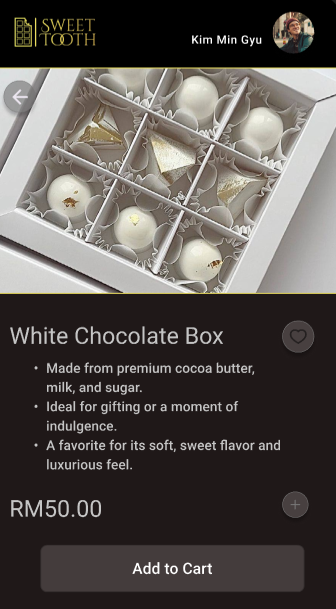 SWEET
TOOTH
Kim Min Gyu
White Chocolate Box
• Made from premium cocoa butter,
milk, and sugar.
• Ideal for gifting or a moment of
indulgence.
• A favorite for its soft, sweet flavor and
luxurious feel.
RM50.00
Add to Cart